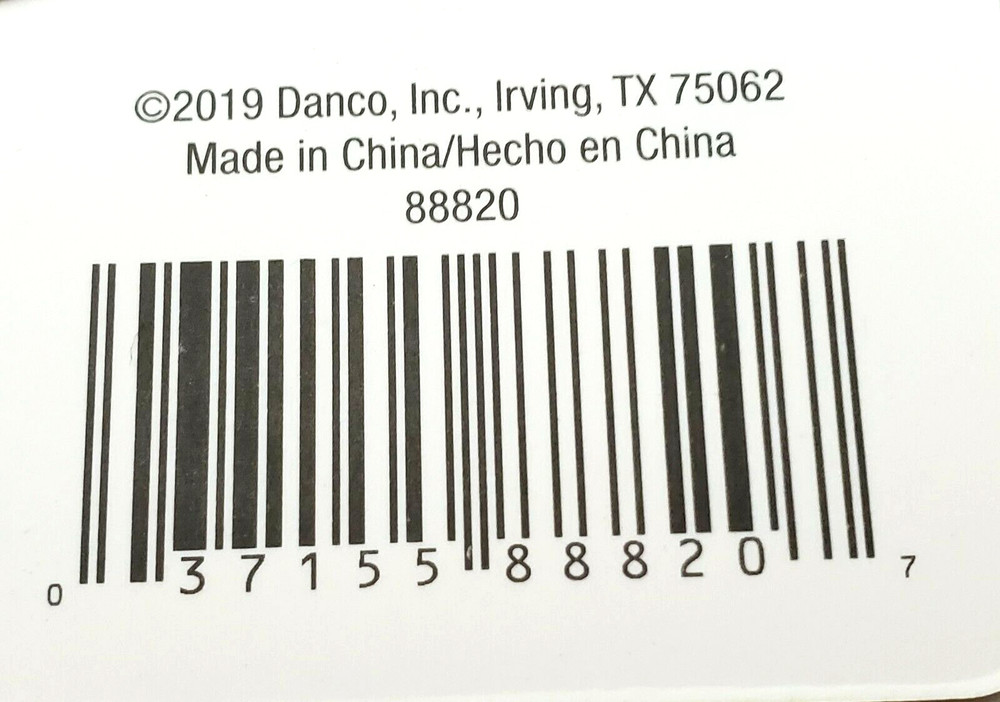 ©2019 Danco, Inc., Irving, TX 75062
Made in China/Hecho en China
88820
0 37155 88820 7